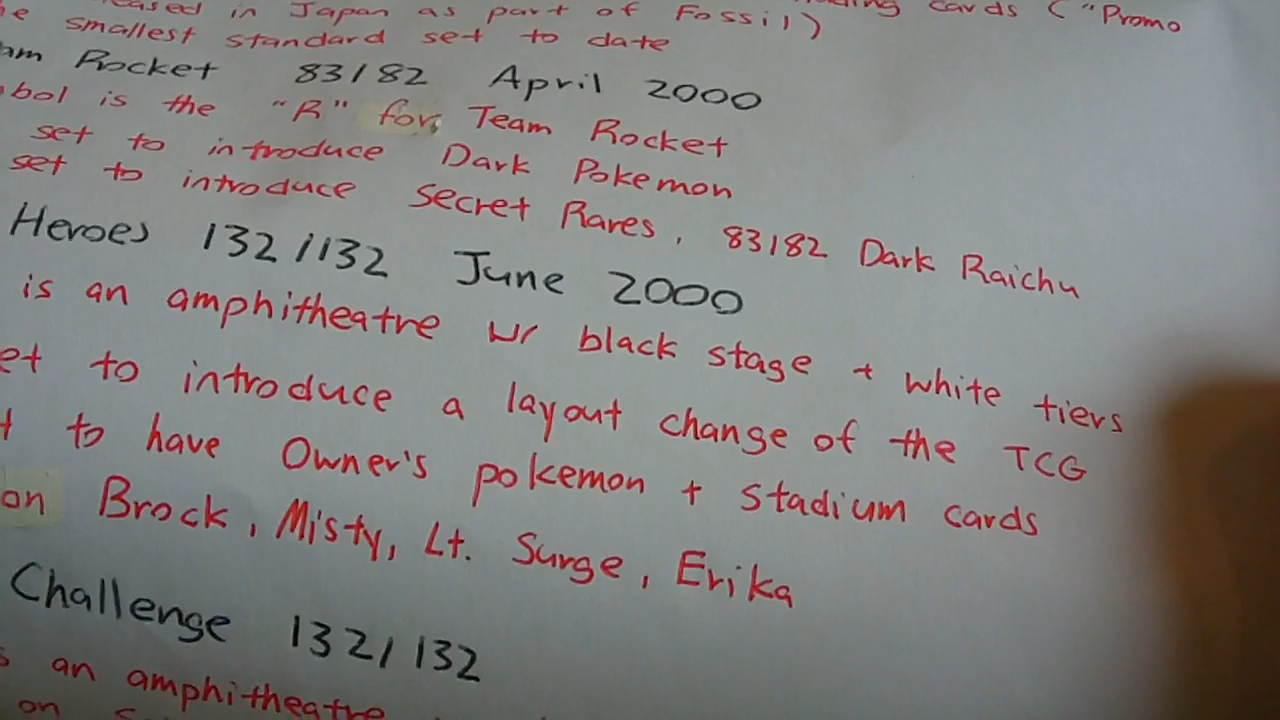 in Japan as part of Fossil) cards ("Promo
smallest standard set to date
Rocket 83/82 April 2000
is the "R" for Team Rocket
set to introduce Dark Pokemon
set to introduce Secret Rares, 83/82 Dark Raichu
Heroes 132/132 June 2000
is an amphitheatre w/ black stage + white tiers
to introduce a layout change of the TCG
to have Owner's pokemon + stadium cards
on Brock, Misty, Lt. Surge, Erika
Challenge 132/132
an amphitheatre
on